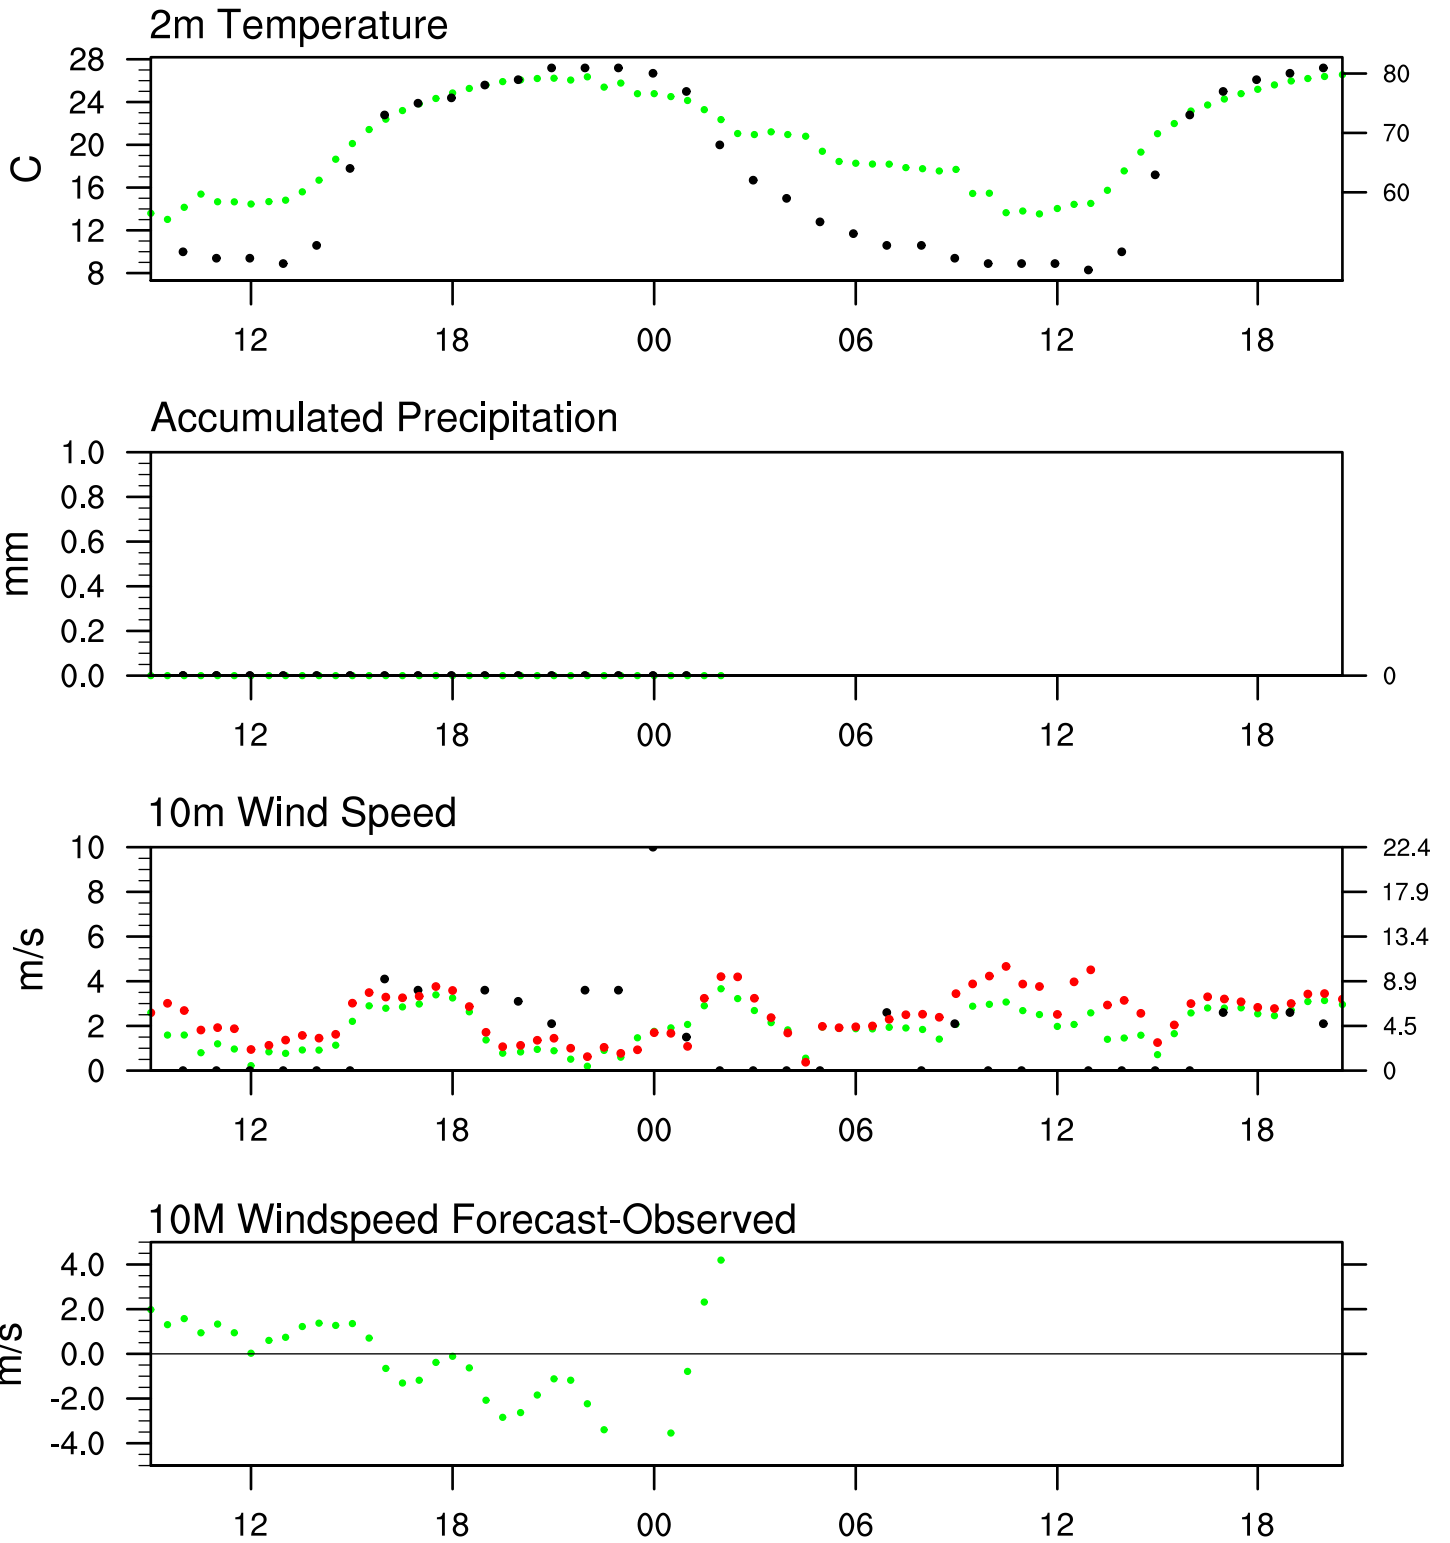 2m Temperature
28
24
20
16
12
8
C
80
70
60
12 18 00 06 12 18
Accumulated Precipitation
1.0
0.8
0.6
0.4
0.2
0.0
mm
0
12 18 00 06 12 18
10m Wind Speed
10
8
6
4
2
0
m/s
22.4
17.9
13.4
8.9
4.5
0
12 18 00 06 12 18
10M Windspeed Forecast-Observed
4.0
2.0
0.0
-2.0
-4.0
m/s
12 18 00 06 12 18